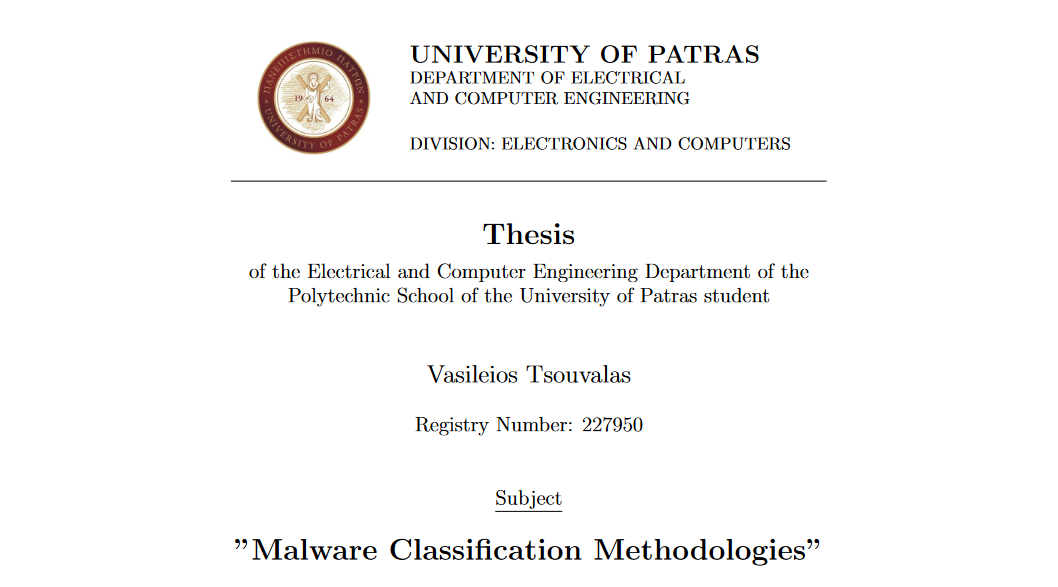 ΠΑΝΕΠΙΣΤΗΜΙΟ ΠΑΤΡΩΝ
19 64
UNIVERSITY OF PATRAS
UNIVERSITY OF PATRAS
DEPARTMENT OF ELECTRICAL
AND COMPUTER ENGINEERING
DIVISION: ELECTRONICS AND COMPUTERS
Thesis
of the Electrical and Computer Engineering Department of the
Polytechnic School of the University of Patras student
Vasileios Tsouvalas
Registry Number: 227950
Subject
”Malware Classification Methodologies”